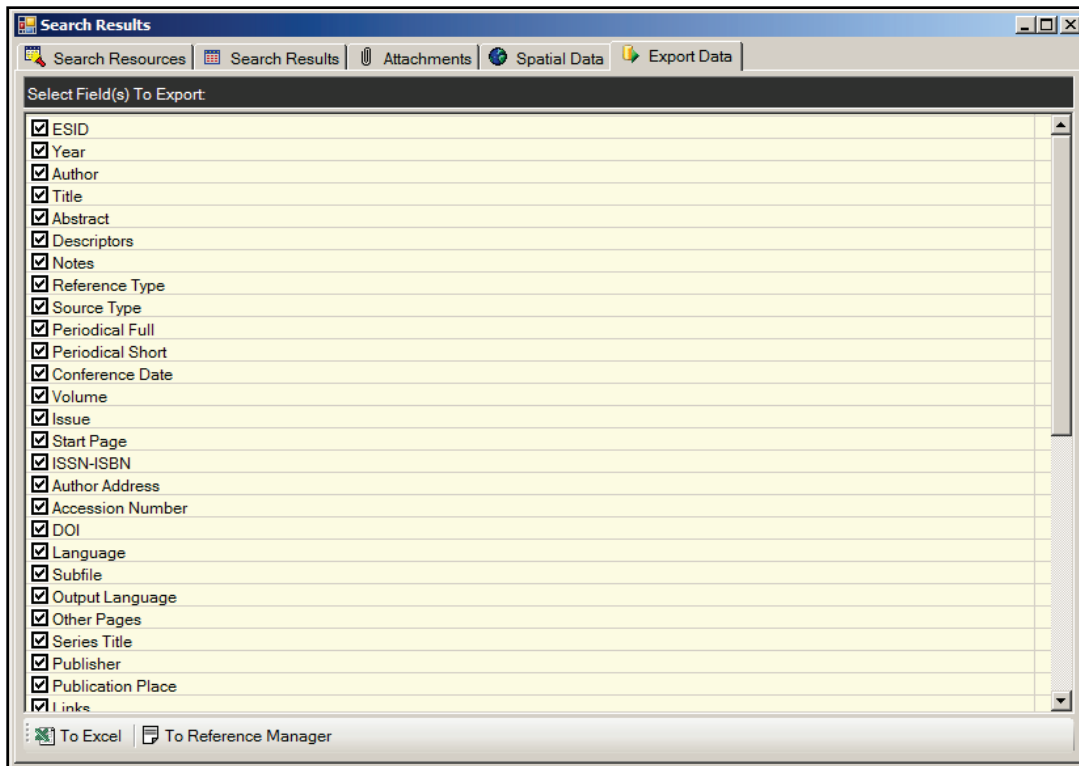 Search Results
Search Resources Search Results Attachments Spatial Data Export Data
Select Field(s) To Export:
ESID
Year
Author
Title
Abstract
Descriptors
Notes
Reference Type
Source Type
Periodical Full
Periodical Short
Conference Date
Volume
Issue
Start Page
ISSN-ISBN
Author Address
Accession Number
DOI
Language
Subfile
Output Language
Other Pages
Series Title
Publisher
Publication Place
Links
To Excel To Reference Manager